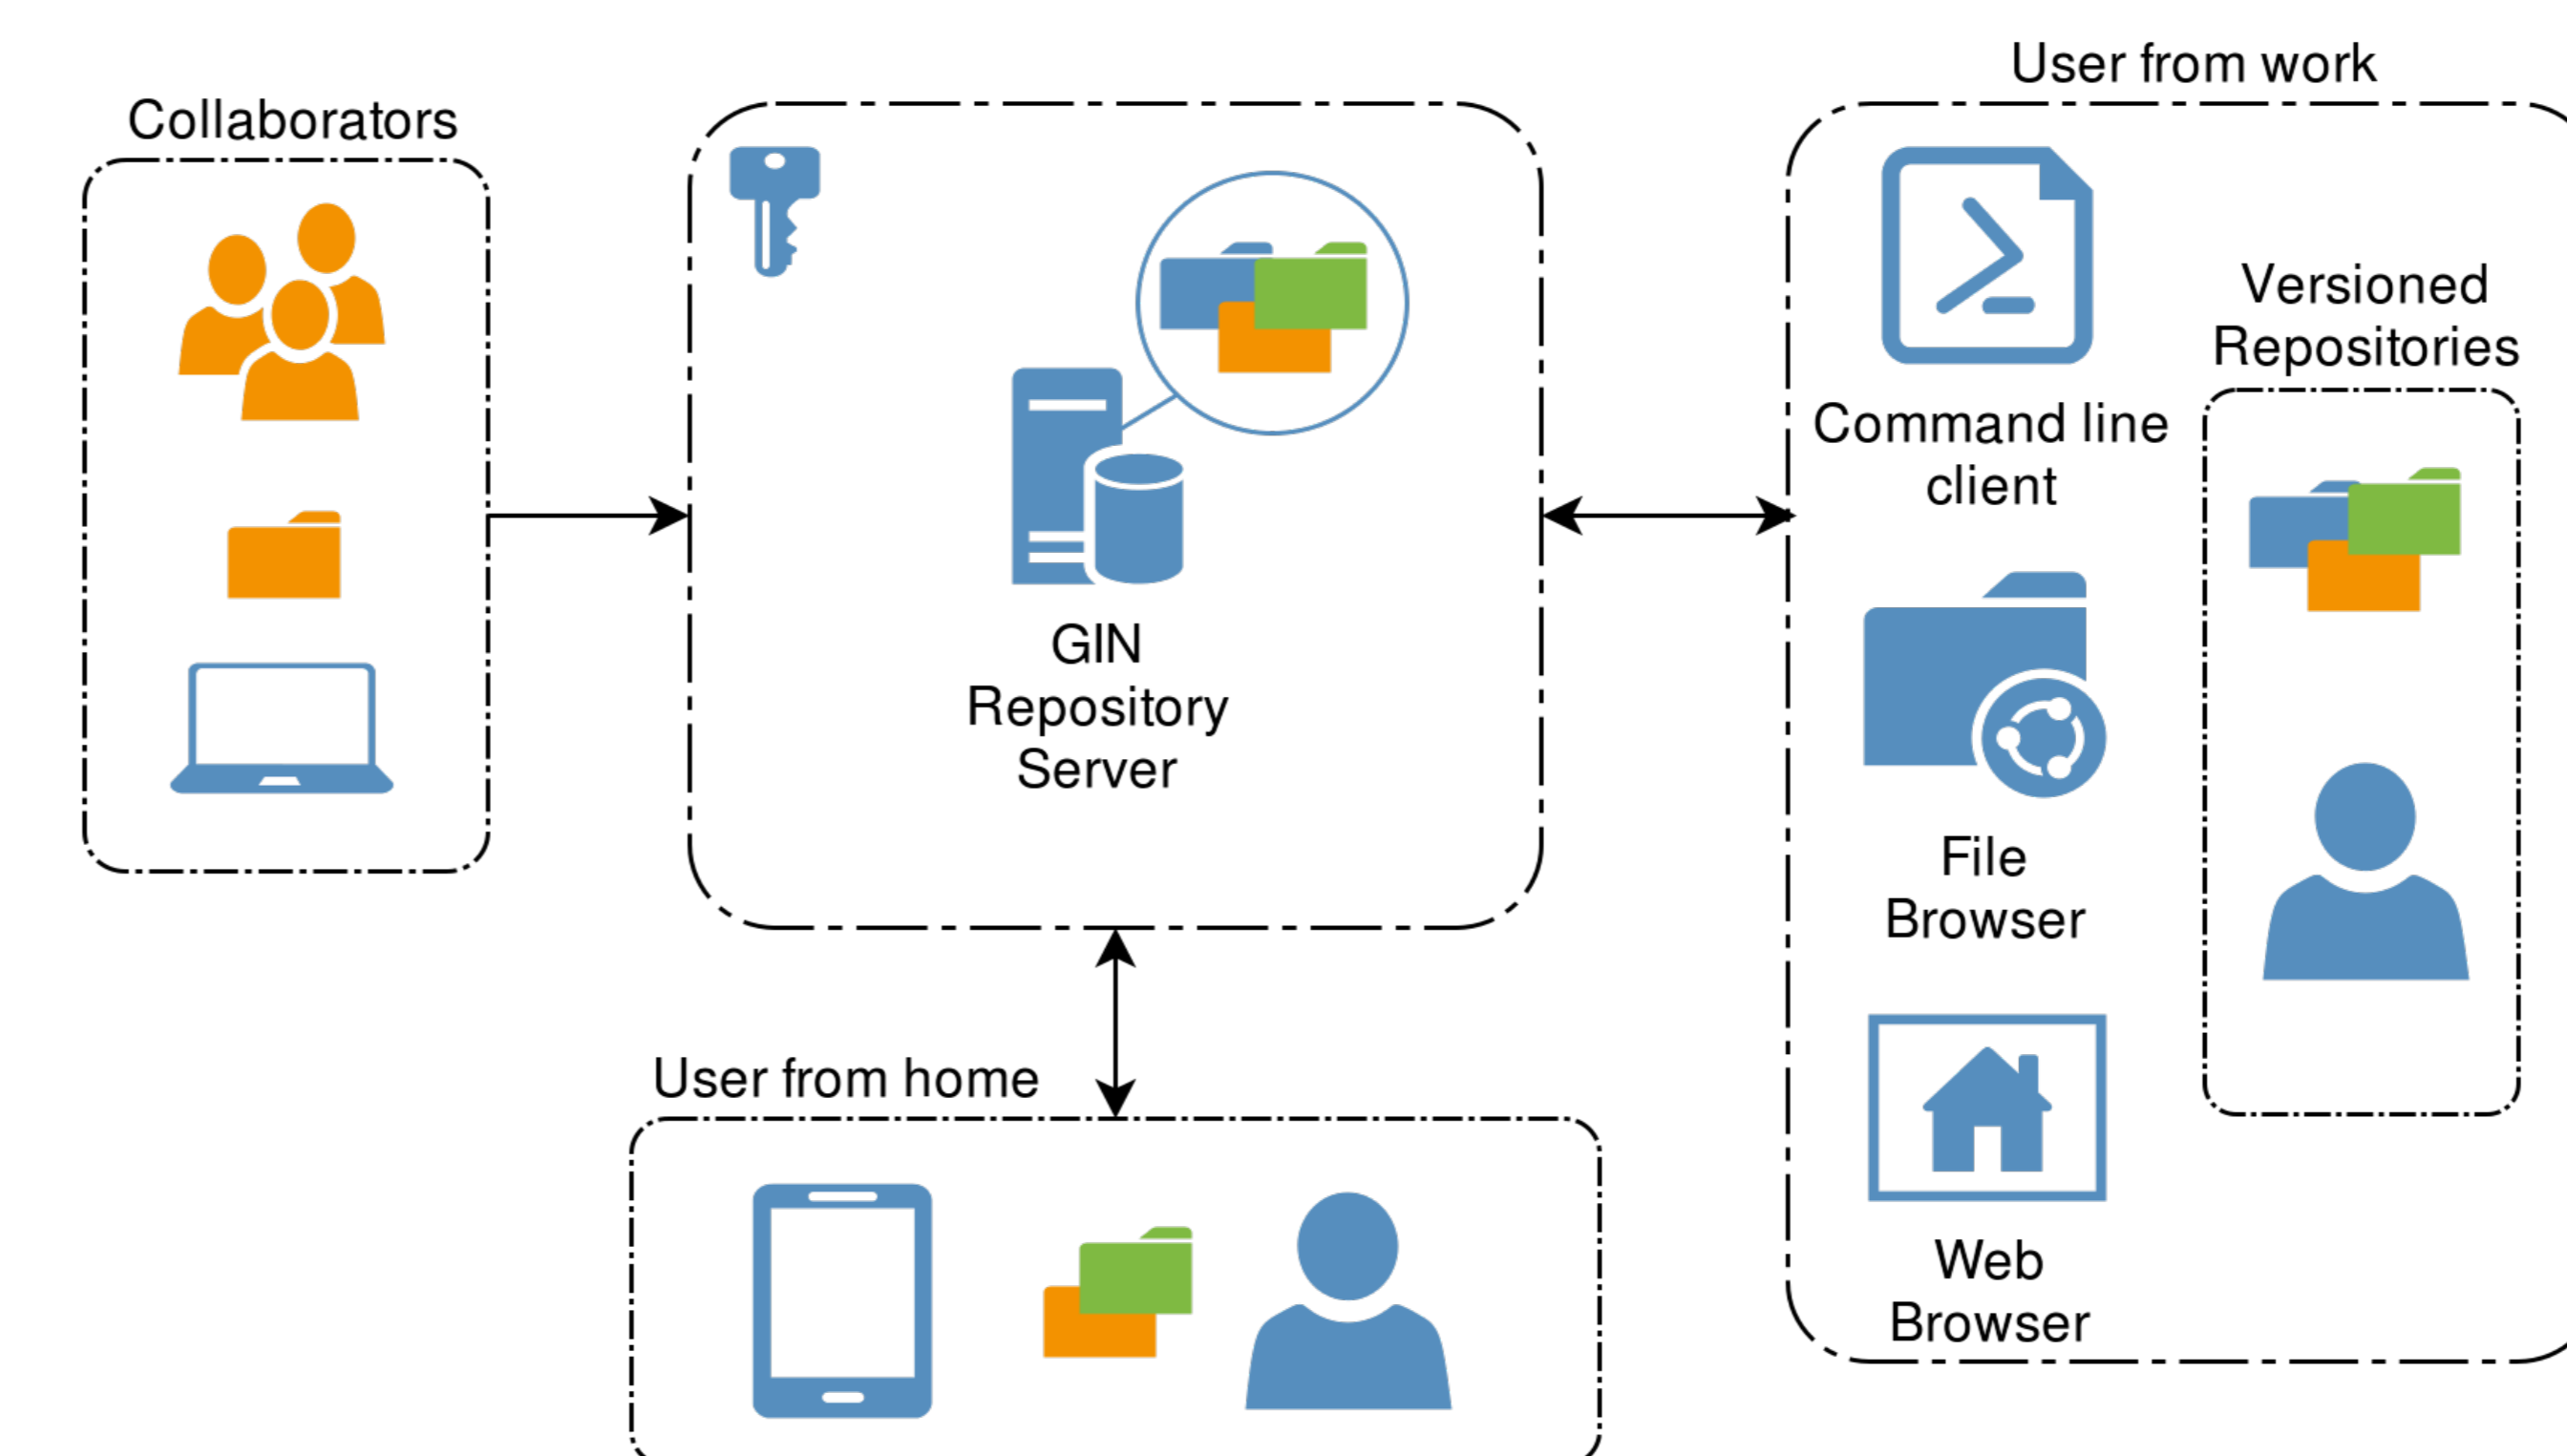 Collaborators
User from work
GIN
Repository
Server
Command line
client
File
Browser
Web
Browser
Versioned
Repositories
User from home